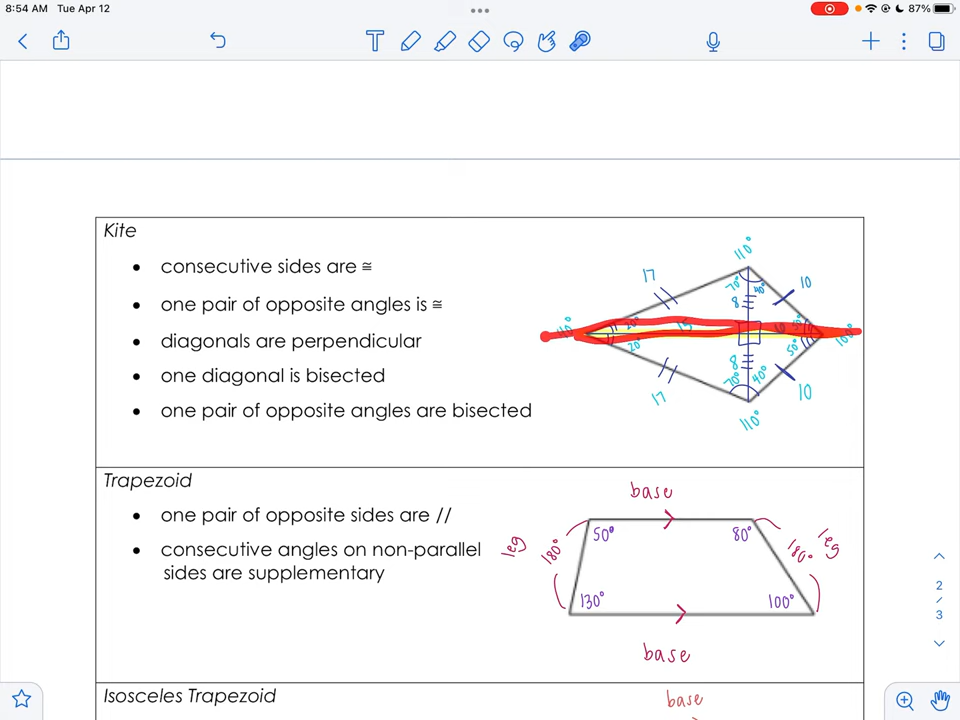 8:54 AM Tue Apr 12
87%
T
Kite
• consecutive sides are ≅
• one pair of opposite angles is ≅
• diagonals are perpendicular
• one diagonal is bisected
• one pair of opposite angles are bisected
110°
17
10
70°
40°
8
20°
15
20°
50°
8
70°
40°
17
10
110°
Trapezoid
• one pair of opposite sides are //
• consecutive angles on non-parallel
sides are supplementary
base
leg
180°
50°
80°
180°
leg
130°
100°
base
2
/
3
Isosceles Trapezoid
base